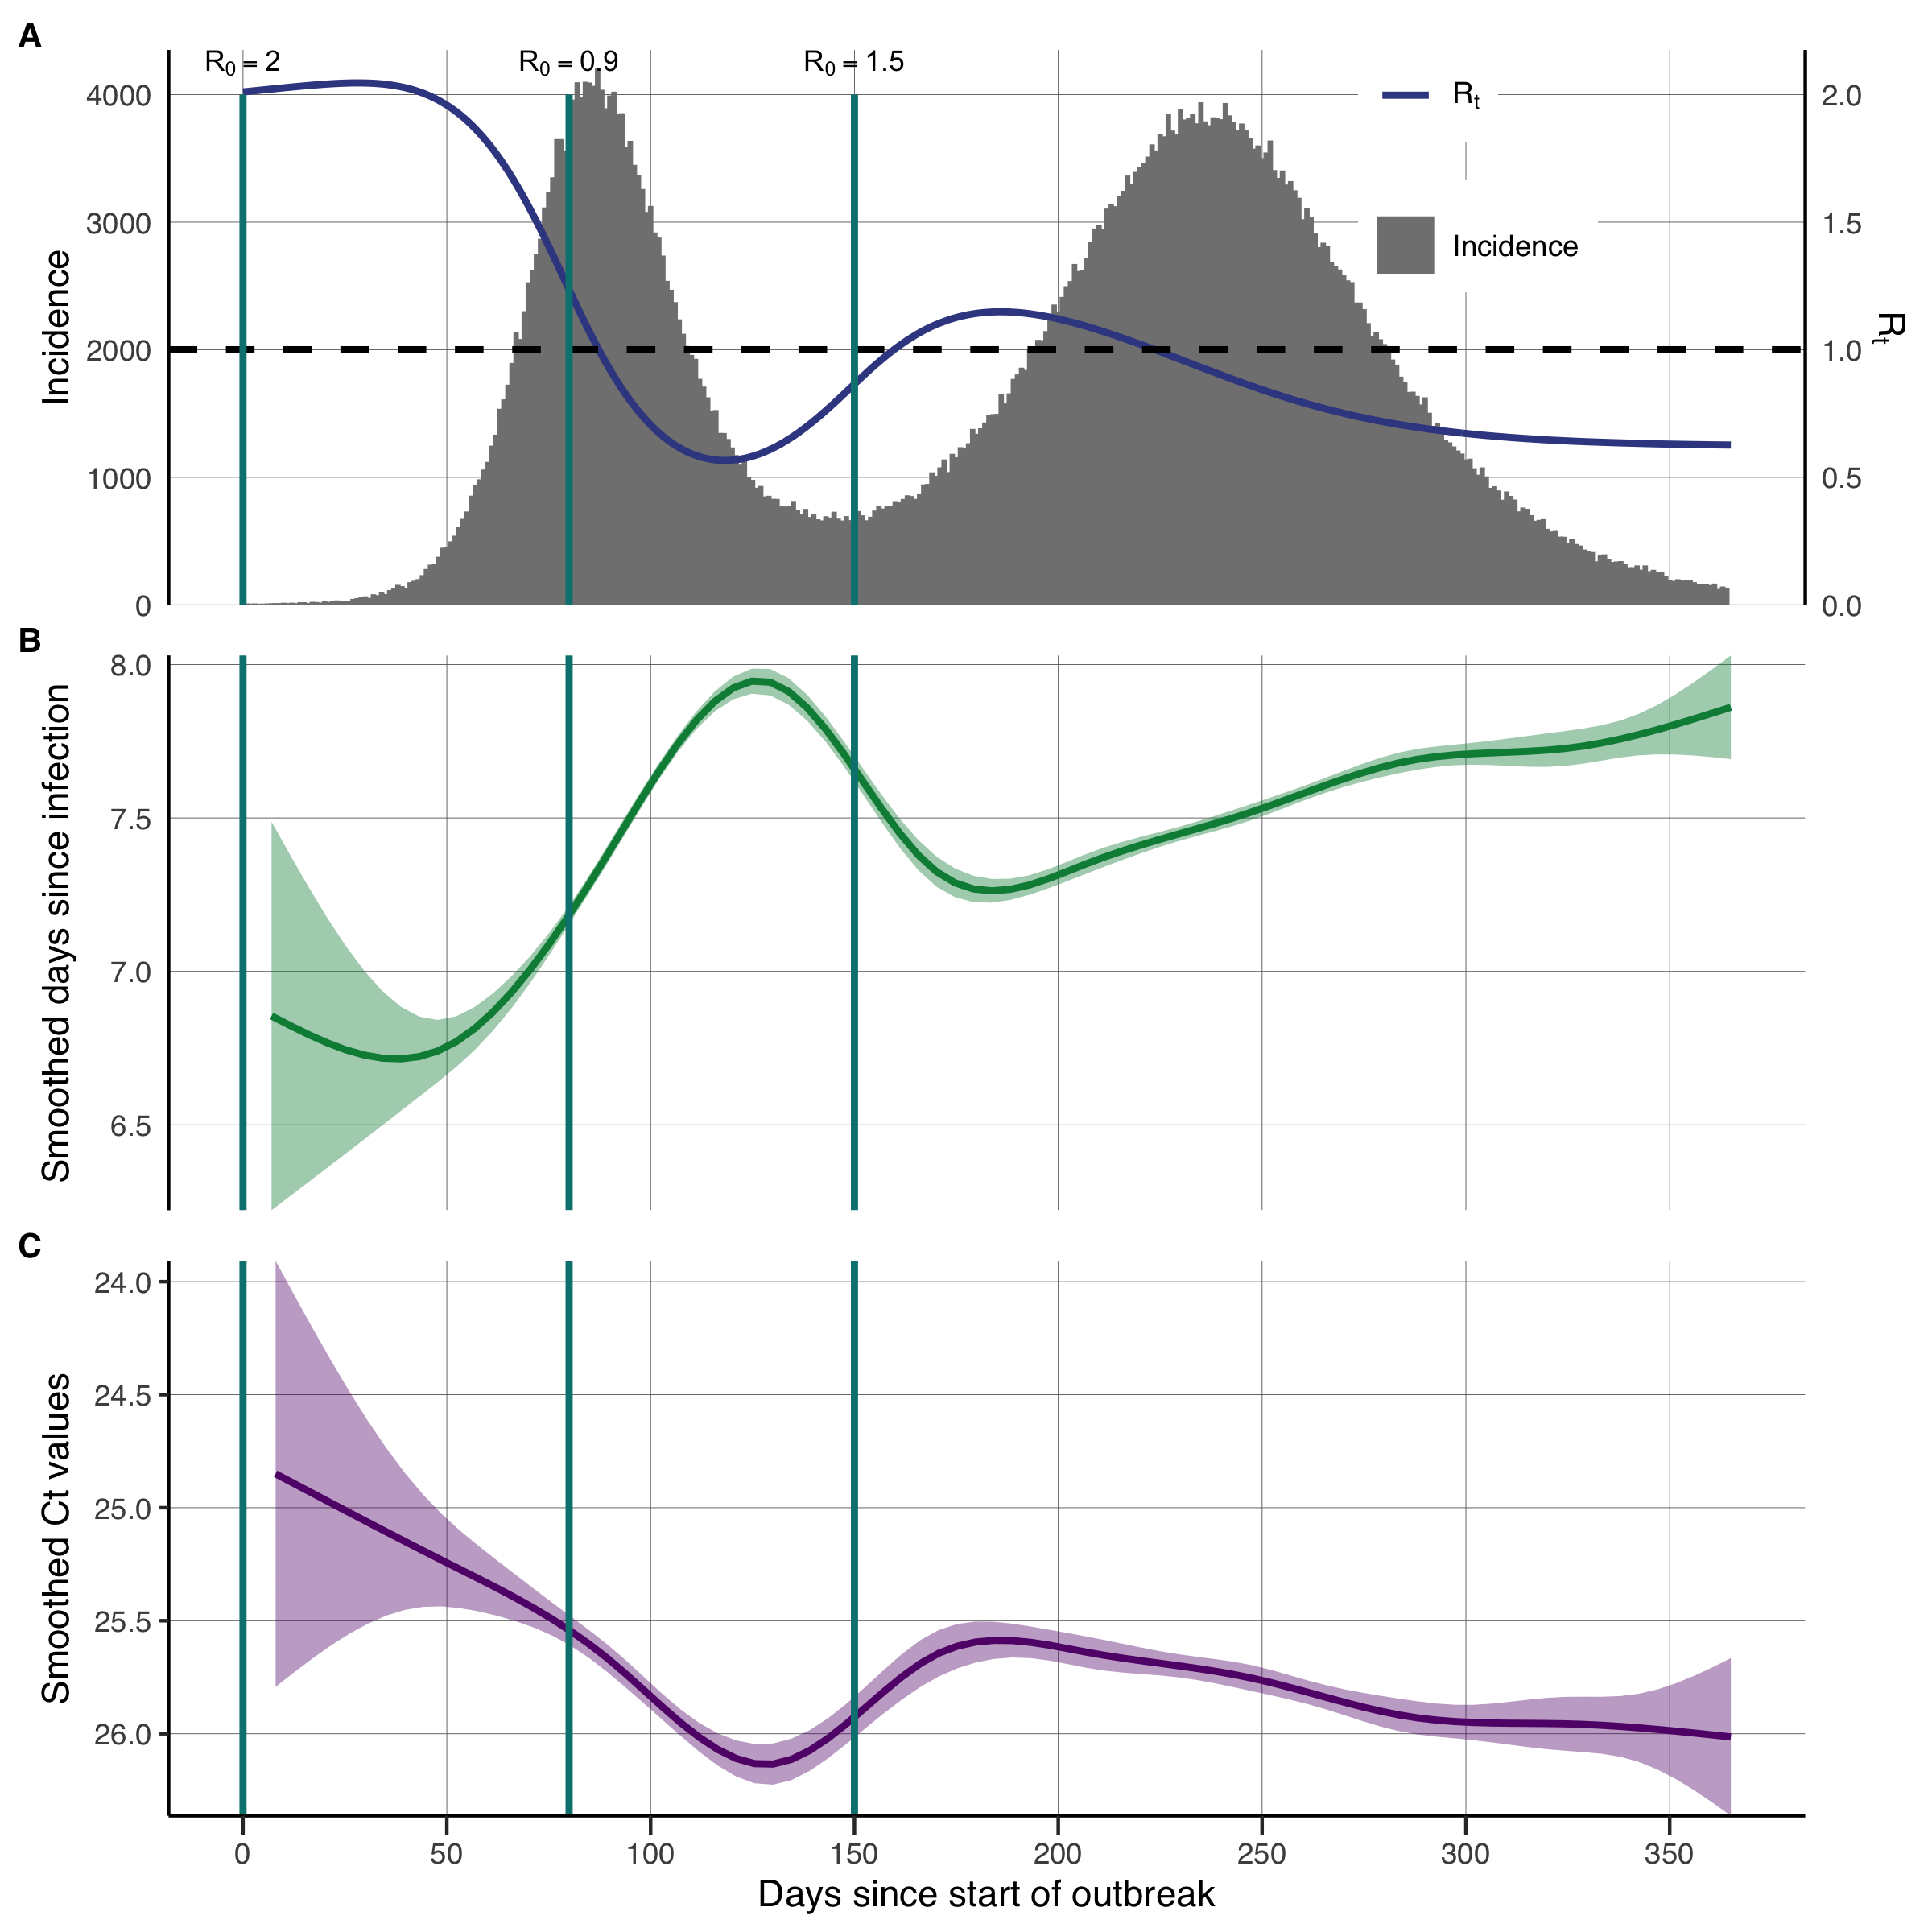 A
R0 = 2
R0 = 0.9
R0 = 1.5
4000
3000
2000
1000
0
Incidence
Rt
Incidence
2.0
1.5
1.0
0.5
0.0
Rt
B
8.0
7.5
7.0
6.5
Smoothed days since infection
C
24.0
24.5
25.0
25.5
26.0
Smoothed Ct values
0 50 100 150 200 250 300 350
Days since start of outbreak